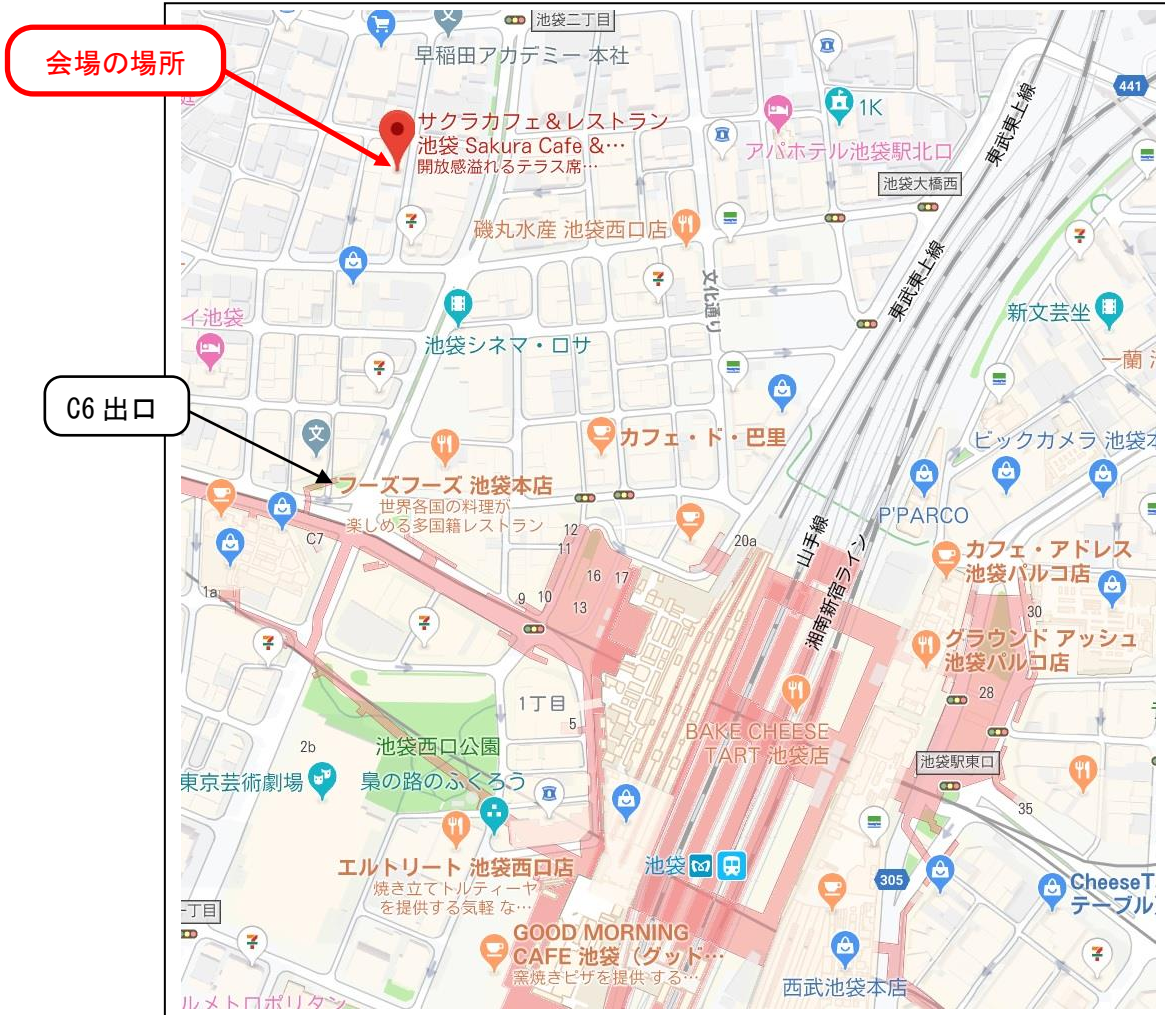 池袋二丁目
早稲田アカデミー 本社
会場の場所
441
1K
サクラカフェ＆レストラン
池袋 Sakura Cafe &…
開放感溢れるテラス席…
アパホテル池袋駅北口
東武東上線
池袋大橋西
磯丸水産 池袋西口店
文化通り
東武東上線
新文芸坐
イ池袋
池袋シネマ・ロサ
一蘭
C6 出口
カフェ・ド・巴里
ビックカメラ 池袋本
フーズフーズ 池袋本店
世界各国の料理が
楽しめる多国籍レストラン
P'PARCO
C7
12
11
20a
山手線
湘南新宿ライン
カフェ・アドレス
池袋パルコ店
16
17
1a
9
10
13
30
グラウンド アッシュ
池袋パルコ店
28
1丁目
5
2b
池袋西口公園
BAKE CHEESE
TART 池袋店
池袋駅東口
東京芸術劇場
梟の路のふくろう
35
エルトリート 池袋西口店
焼き立てトルティーヤ
を提供する気軽 な…
池袋
305
CheeseT
テーブル
一丁目
GOOD MORNING
CAFE 池袋（グッド…
窯焼きピザを提供 する…
西武池袋本店
ルメトロポリタン